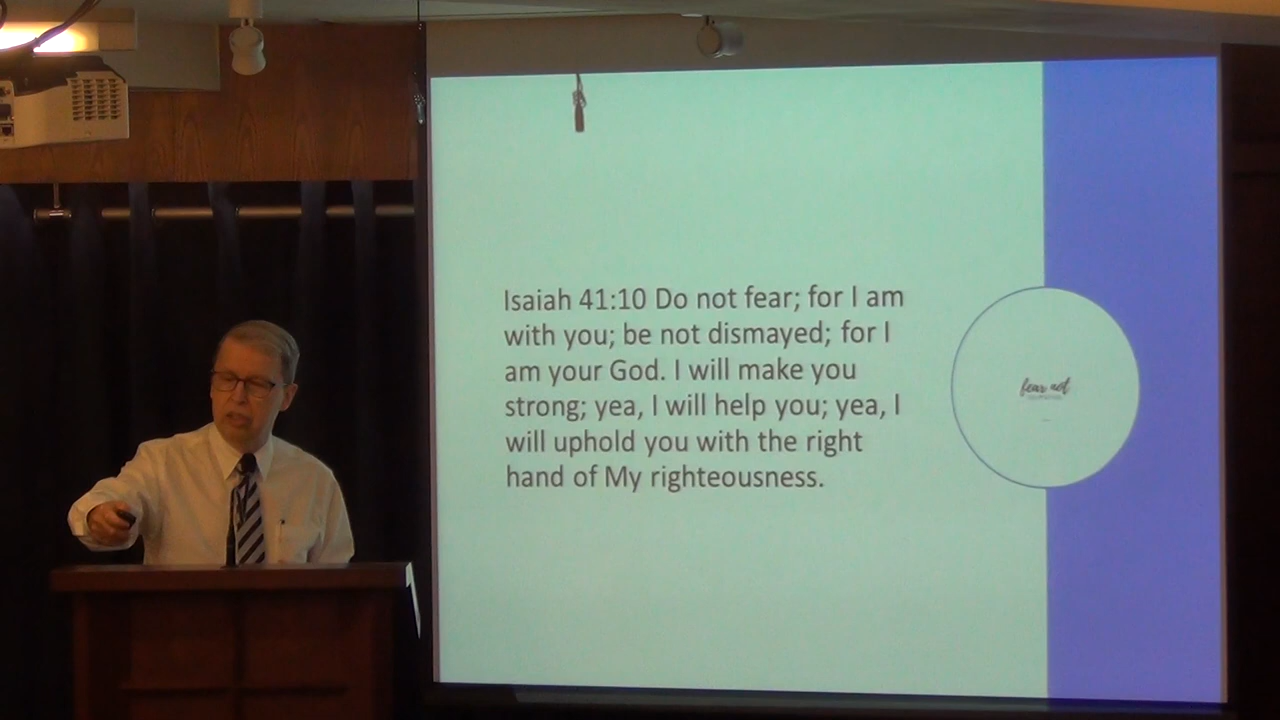 Isaiah 41:10 Do not fear; for I am
with you; be not dismayed; for I
am your God. I will make you
strong; yea, I will help you; yea, I
will uphold you with the right
hand of My righteousness.
fear not